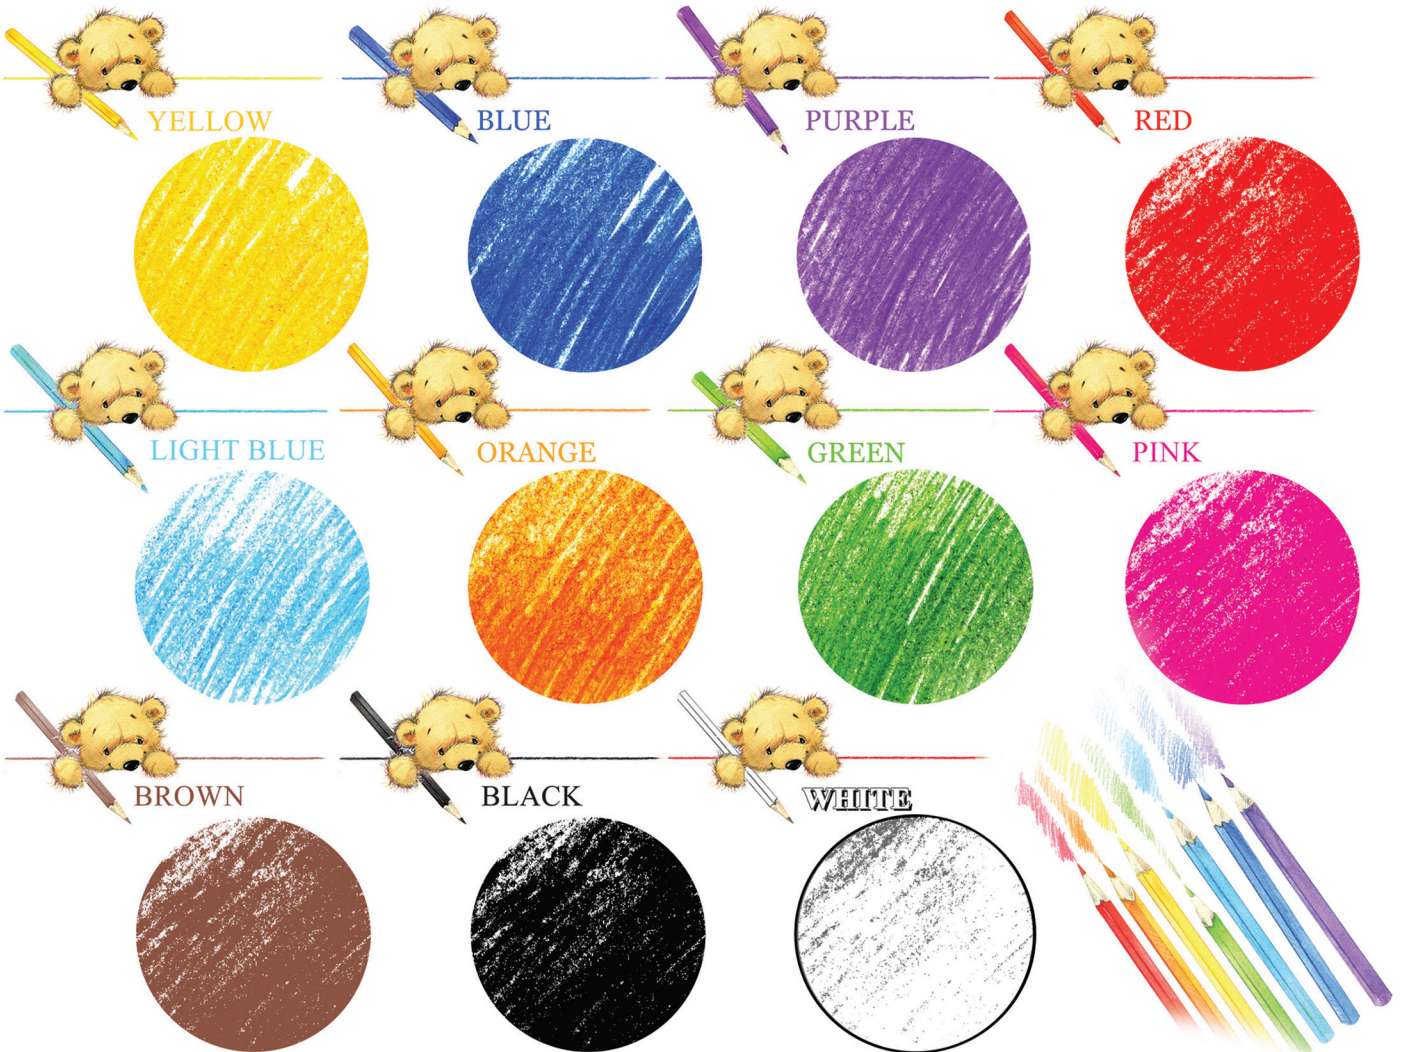 YELLOW
BLUE
PURPLE
RED
LIGHT BLUE
ORANGE
GREEN
PINK
BROWN
BLACK
WHITE